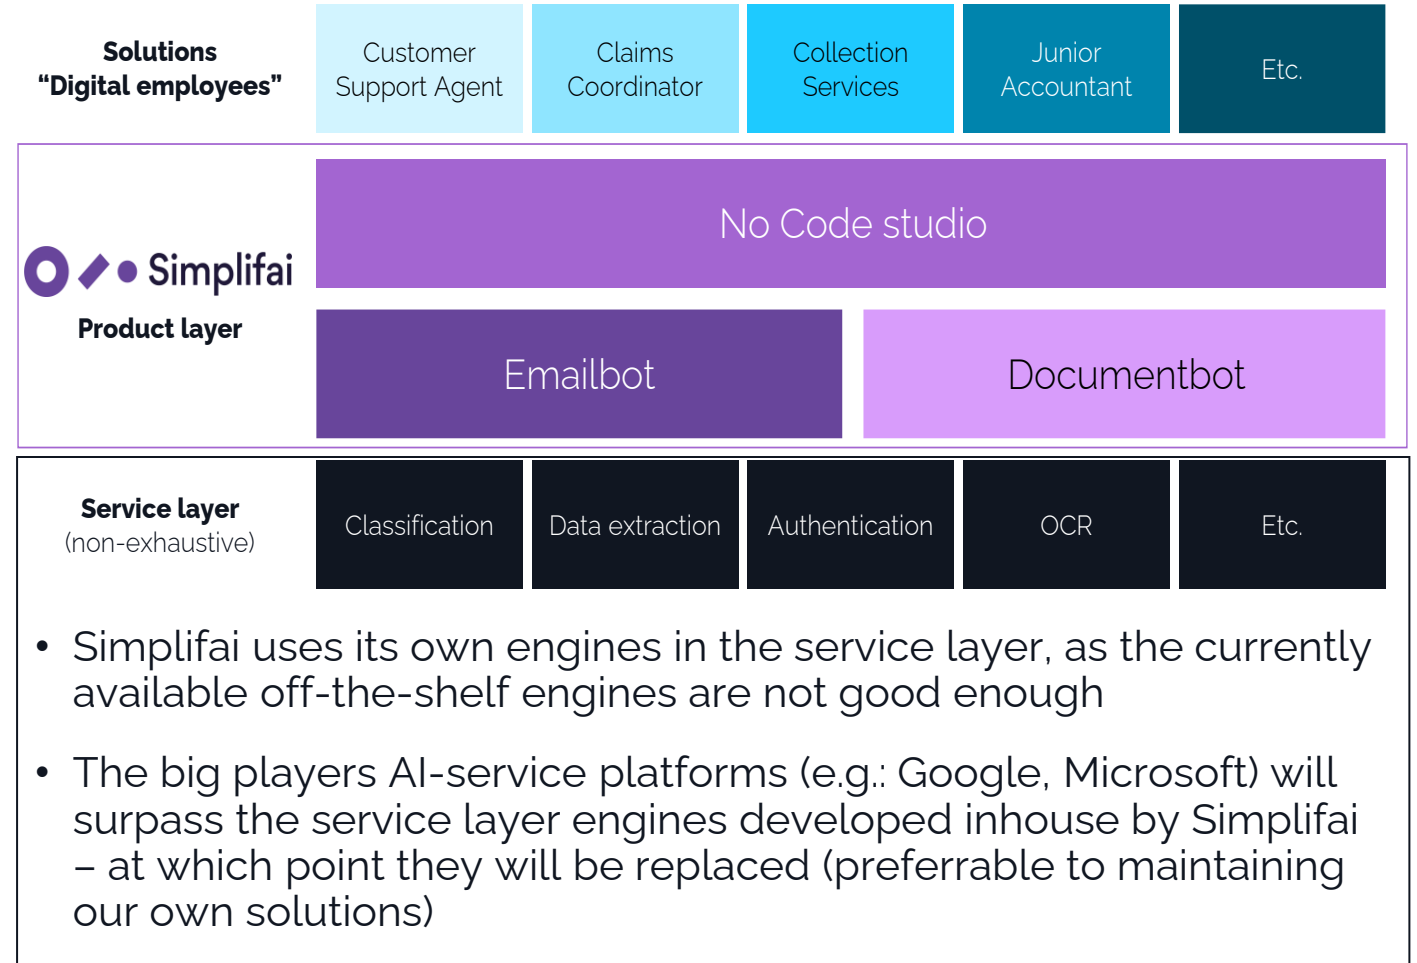 Solutions
“Digital employees”
Customer
Support Agent
Claims
Coordinator
Collection
Services
Junior
Accountant
Etc.
Simplifai
Product layer
No Code studio
Emailbot
Documentbot
Service layer
(non-exhaustive)
Classification
Data extraction
Authentication
OCR
Etc.
• Simplifai uses its own engines in the service layer, as the currently
available off-the-shelf engines are not good enough
• The big players AI-service platforms (e.g.: Google, Microsoft) will
surpass the service layer engines developed inhouse by Simplifai
– at which point they will be replaced (preferrable to maintaining
our own solutions)